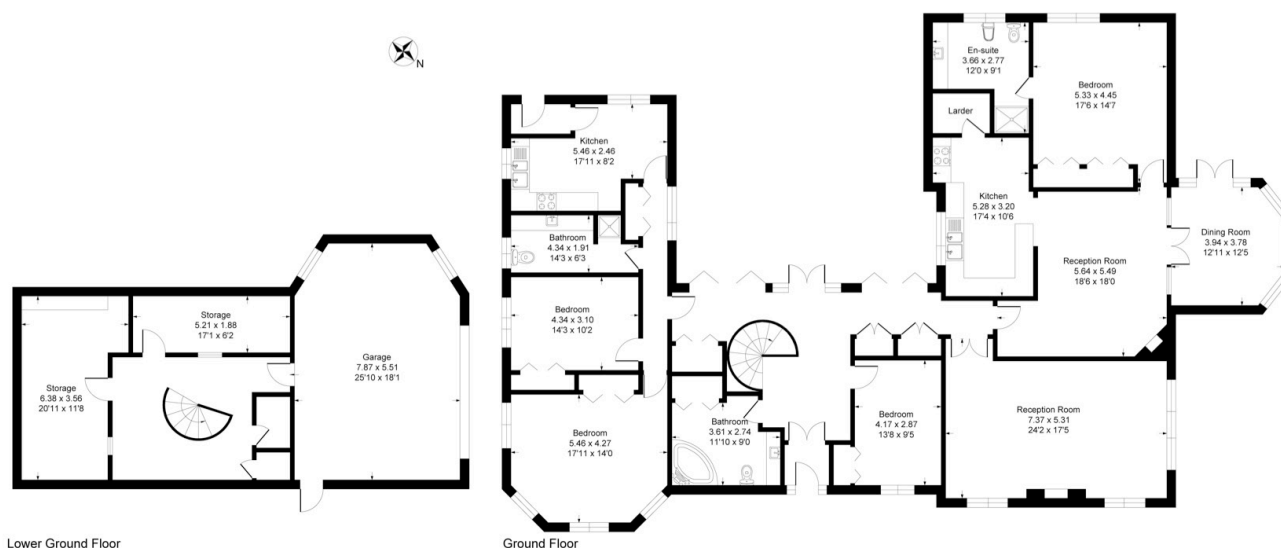 N
Storage
5.21 x 1.88
17'1 x 6'2
Storage
6.38 x 3.56
20'11 x 11'8
Garage
7.87 x 5.51
25'10 x 18'1
Lower Ground Floor
Kitchen
5.46 x 2.46
17'11 x 8'2
Bathroom
4.34 x 1.91
14'3 x 6'3
Bedroom
4.34 x 3.10
14'3 x 10'2
Bedroom
5.46 x 4.27
17'11 x 14'0
Bathroom
3.61 x 2.74
11'10 x 9'0
Bedroom
4.17 x 2.87
13'8 x 9'5
En-suite
3.66 x 2.77
12'0 x 9'1
Larder
Bedroom
5.33 x 4.45
17'6 x 14'7
Kitchen
5.28 x 3.20
17'4 x 10'6
Dining Room
3.94 x 3.78
12'11 x 12'5
Reception Room
5.64 x 5.49
18'6 x 18'0
Reception Room
7.37 x 5.31
24'2 x 17'5
Ground Floor